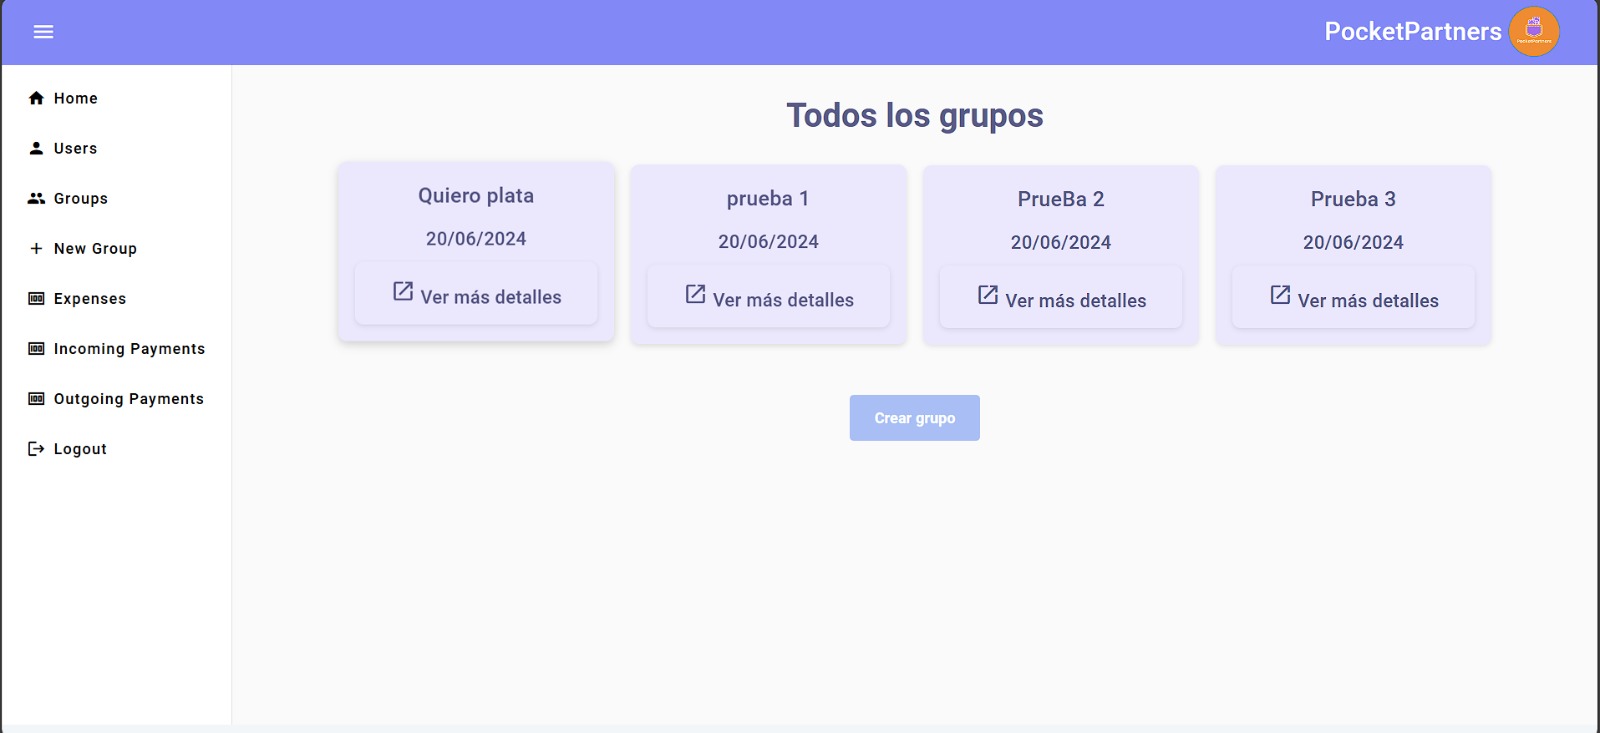 PocketPartners
PocketPartners
Home
Users
Groups
New Group
Expenses
Incoming Payments
Outgoing Payments
Logout
Todos los grupos
Quiero plata
20/06/2024
Ver más detalles
prueba 1
20/06/2024
Ver más detalles
PrueBa 2
20/06/2024
Ver más detalles
Prueba 3
20/06/2024
Ver más detalles
Crear grupo